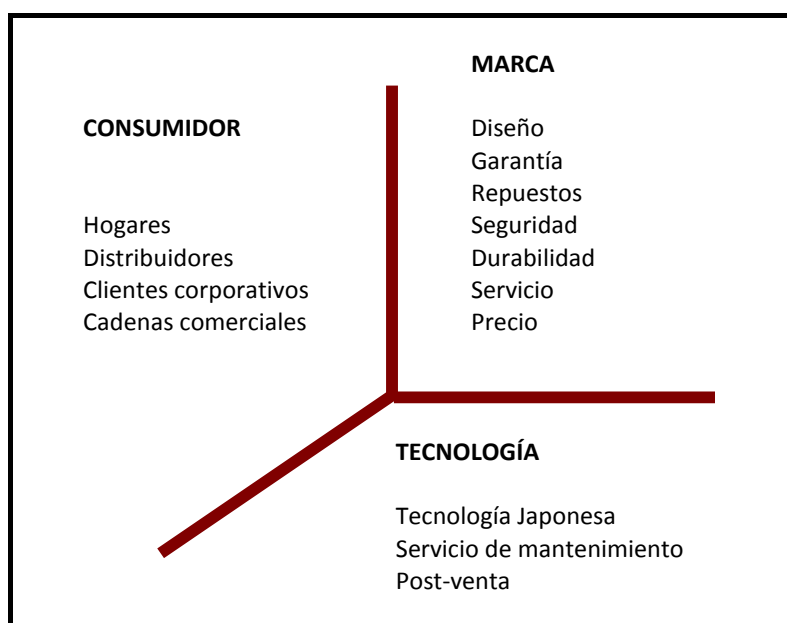 CONSUMIDOR
Hogares
Distribuidores
Clientes corporativos
Cadenas comerciales
MARCA
Diseño
Garantía
Repuestos
Seguridad
Durabilidad
Servicio
Precio
TECNOLOGÍA
Tecnología Japonesa
Servicio de mantenimiento
Post-venta